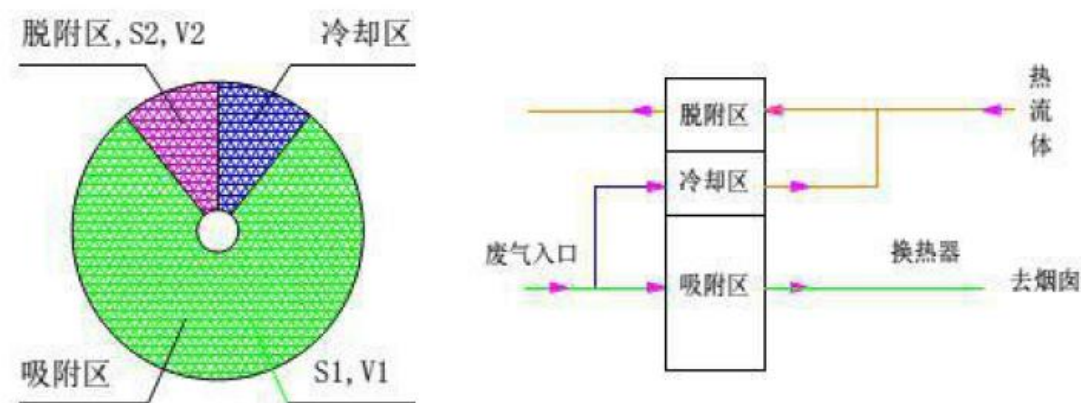 脱附区,S2,V2
冷却区
吸附区
S1,V1
脱附区
冷却区
吸附区
热流体
废气入口
换热器
去烟囱